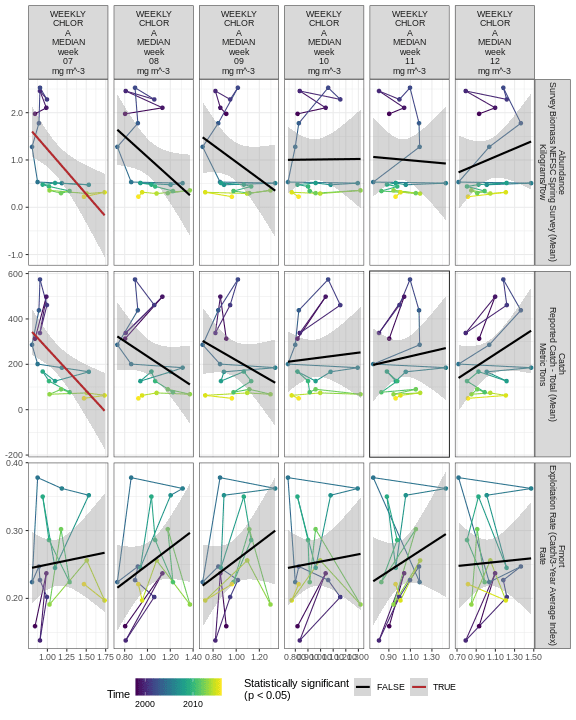 WEEKLY WEEKLY WEEKLY WEEKLY WEEKLY WEEKLY
CHLOR CHLOR CHLOR CHLOR CHLOR CHLOR
A A A A A A
MEDIAN MEDIAN MEDIAN MEDIAN MEDIAN MEDIAN
week week week week week week
07 08 09 10 11 12
mg m^-3 mg m^-3 mg m^-3 mg m^-3 mg m^-3 mg m^-3
2.0
1.0
0.0
-1.0
Abundance
Survey Biomass NEFSC Spring Survey (Mean)
Kilograms/Tow
600
400
200
0
-200
Catch
Reported Catch - Total (Mean)
Metric Tons
0.40
0.30
0.20
Fmort
Exploitation Rate (Catch/3-Year Average Index)
Rate
1.00 1.25 1.50 1.75 0.80 1.00 1.20 1.40 1.00 1.20 0.90 1.10 1.30 0.70 0.90 1.10 1.30 1.50
Time
2000 2010
Statistically significant
(p < 0.05)
FALSE TRUE